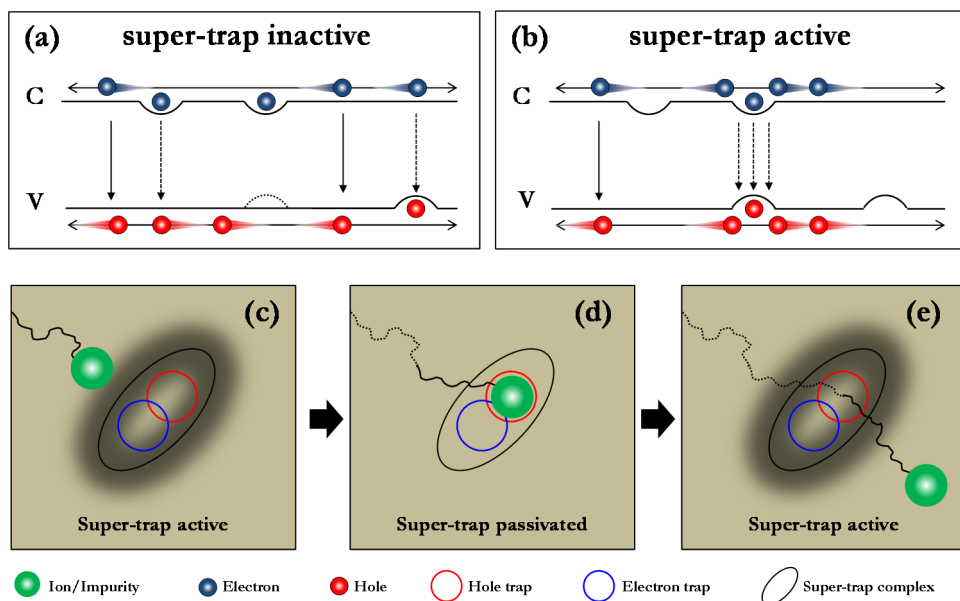 (a) super-trap inactive
C
V
(b) super-trap active
C
V
(c)
Super-trap active
(d)
Super-trap passivated
(e)
Super-trap active
Ion/Impurity
Electron
Hole
Hole trap
Electron trap
Super-trap complex